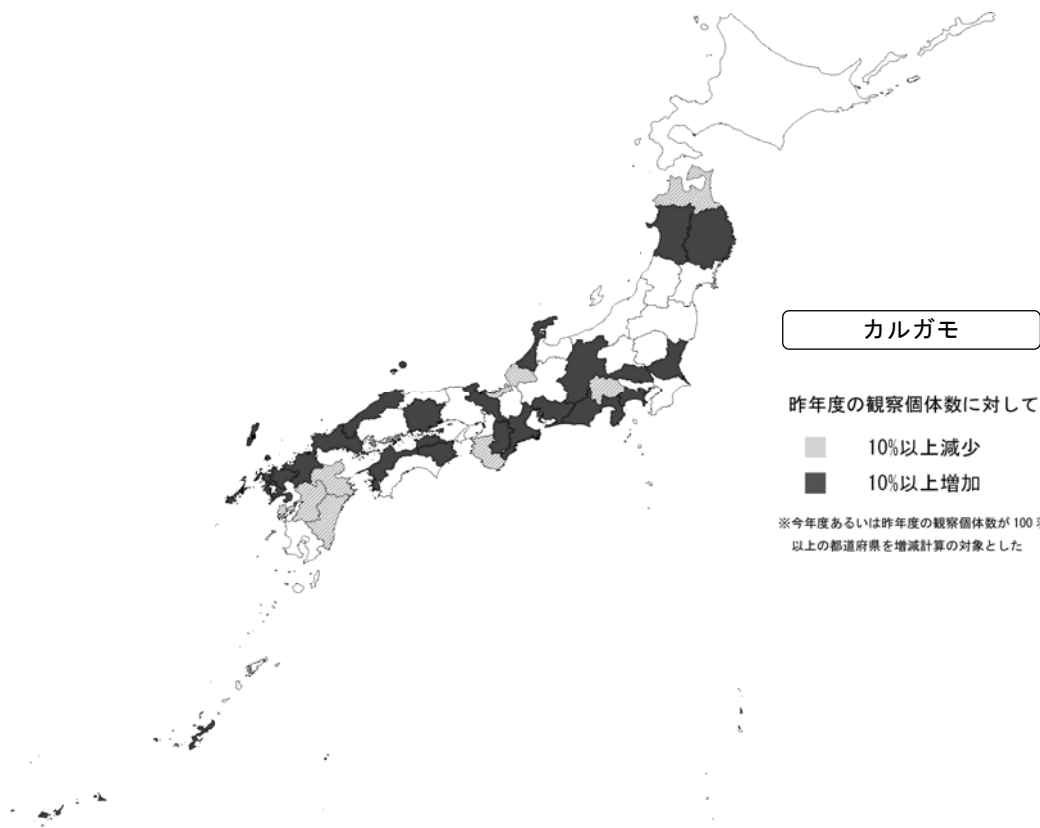 カルガモ
昨年度の観察個体数に対して
10%以上減少
10%以上増加
※今年度あるいは昨年度の観察個体数が100
以上の都道府県を増減計算の対象とした